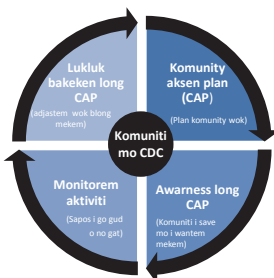 Lukluk
bakeken long
CAP
(adjastem wok blong
mekem)
Komunity
aksen plan
(CAP)
(Plan komunity wok)
Komuniti
mo CDC
Monitorem
aktiviti
(Sapos i go gud
o no gat)
Awarness long
CAP
(Komuniti i save
mo i wantem
mekem)